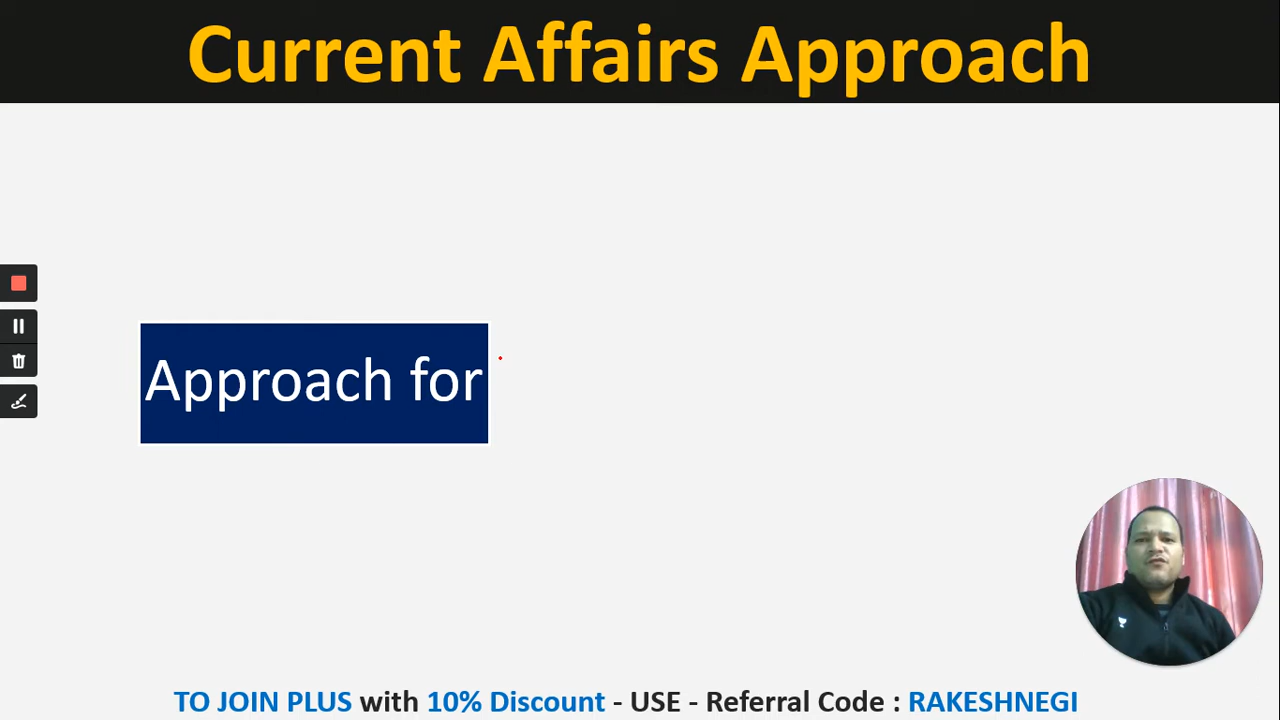 Current Affairs Approach
Approach for
TO JOIN PLUS with 10% Discount - USE - Referral Code : RAKESHNEGI